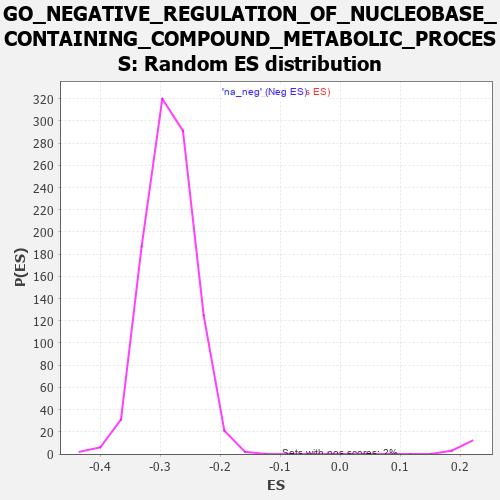 GO_NEGATIVE_REGULATION_OF_NUCLEOBASE_
CONTAINING_COMPOUND_METABOLIC_PROCES
S: Random ES distribution
'na_neg' (Neg ES)s ES)
320
300
280
260
240
220
200
180
160
140
120
100
80
60
40
20
0
P(ES)
Sets with pos scores: 2%
-0.4 -0.3 -0.2 -0.1 0.0 0.1 0.2
ES